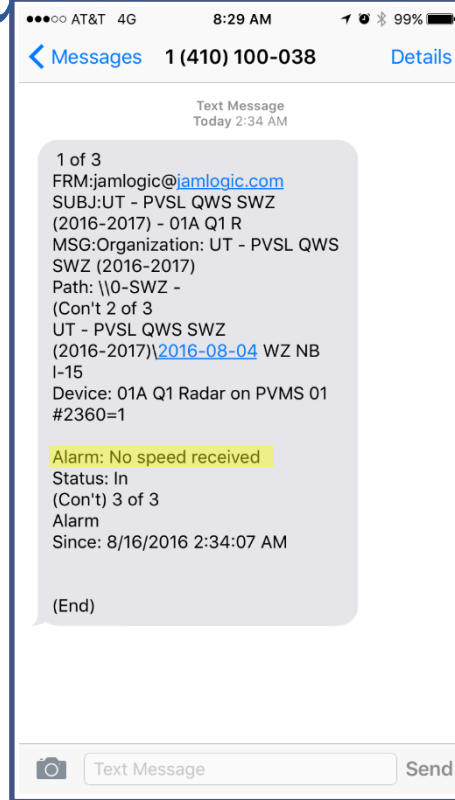 AT&T 4G 8:29 AM 99%
Messages 1 (410) 100-038 Details
Text Message
Today 2:34 AM
1 of 3
FRM:jamlogic@jamlogic.com
SUBJ:UT - PVSL QWS SWZ
(2016-2017) - 01A Q1 R
MSG:Organization: UT - PVSL QWS
SWZ (2016-2017)
Path: \\0-SWZ -
(Con't 2 of 3
UT - PVSL QWS SWZ
(2016-2017)\2016-08-04 WZ NB
I-15
Device: 01A Q1 Radar on PVMS 01
#2360=1
Alarm: No speed received
Status: In
(Con't) 3 of 3
Alarm
Since: 8/16/2016 2:34:07 AM
(End)
Text Message Send